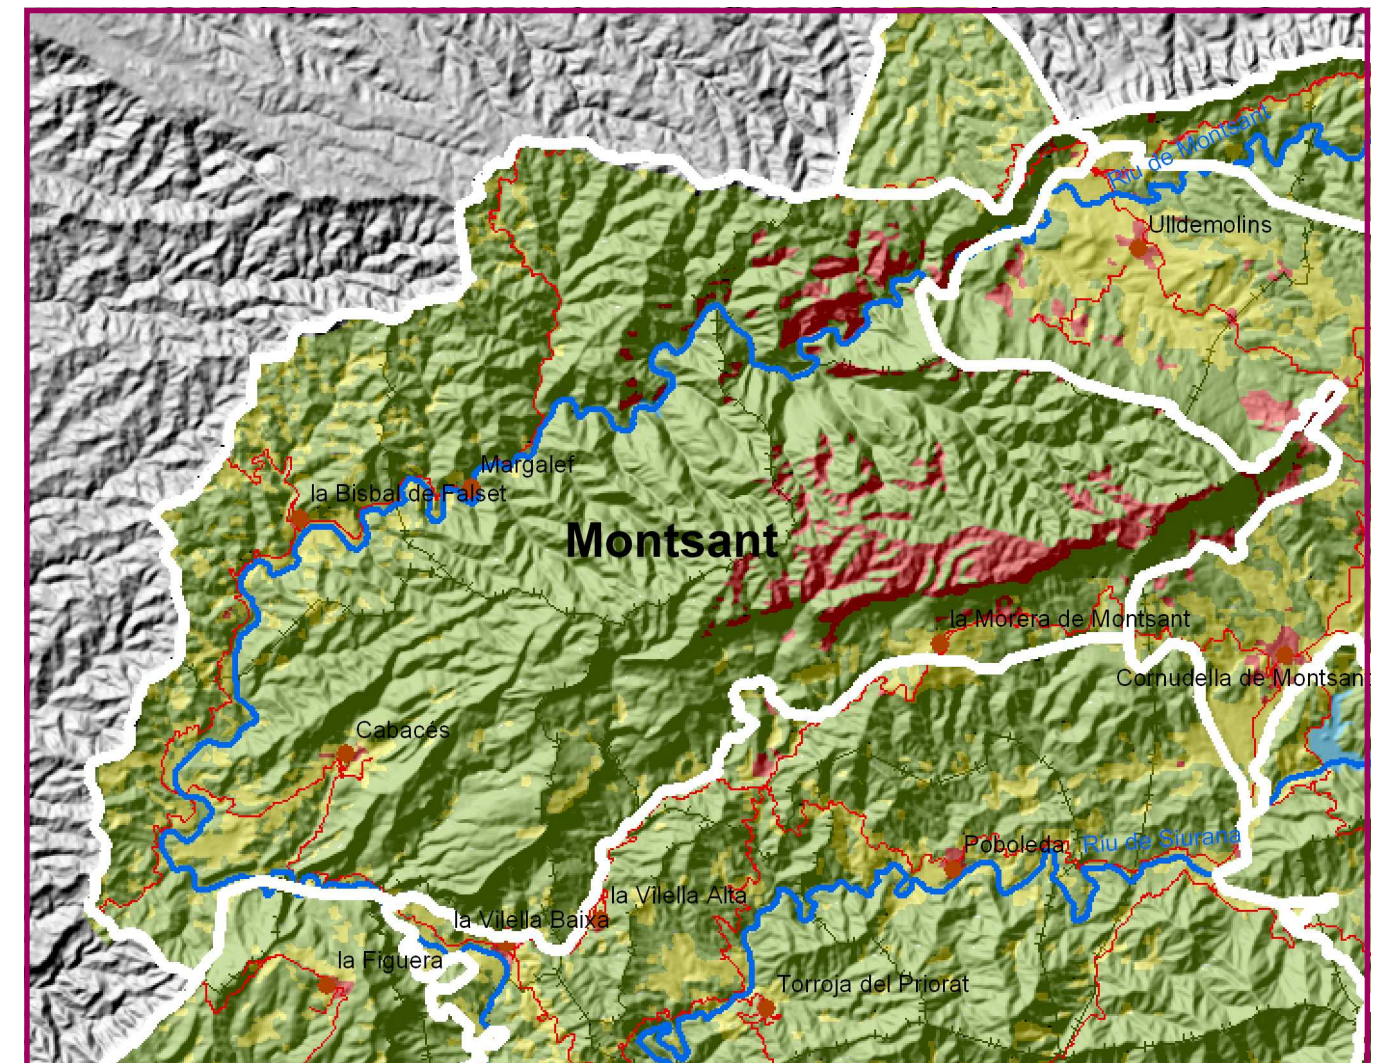 Riu de Montsant
Ulldemolins
Margalef
la Bisbal de Falset
Montsant
la Morera de Montsant
Cornudella de Montsant
Cabacés
Poboleda
Riu de Siurana
la Vilella Alta
la Vilella Baixa
la Figuera
Torroja del Priorat